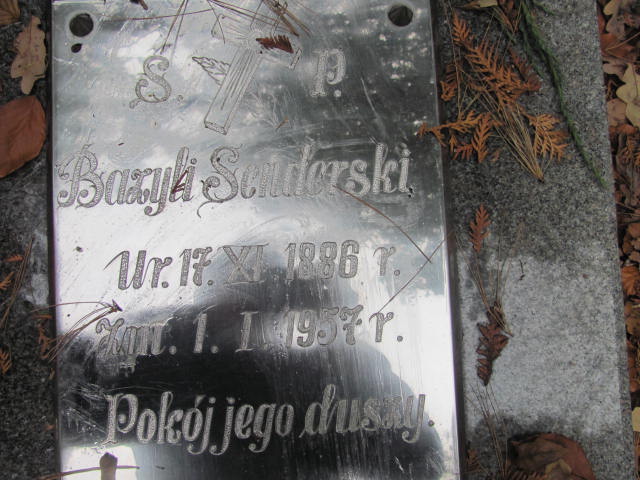 Ś. P.
Bazyli Senderski
Ur. 17. XI 1886 r.
Zm. 1. I. 1957 r.
Pokój jego duszy.